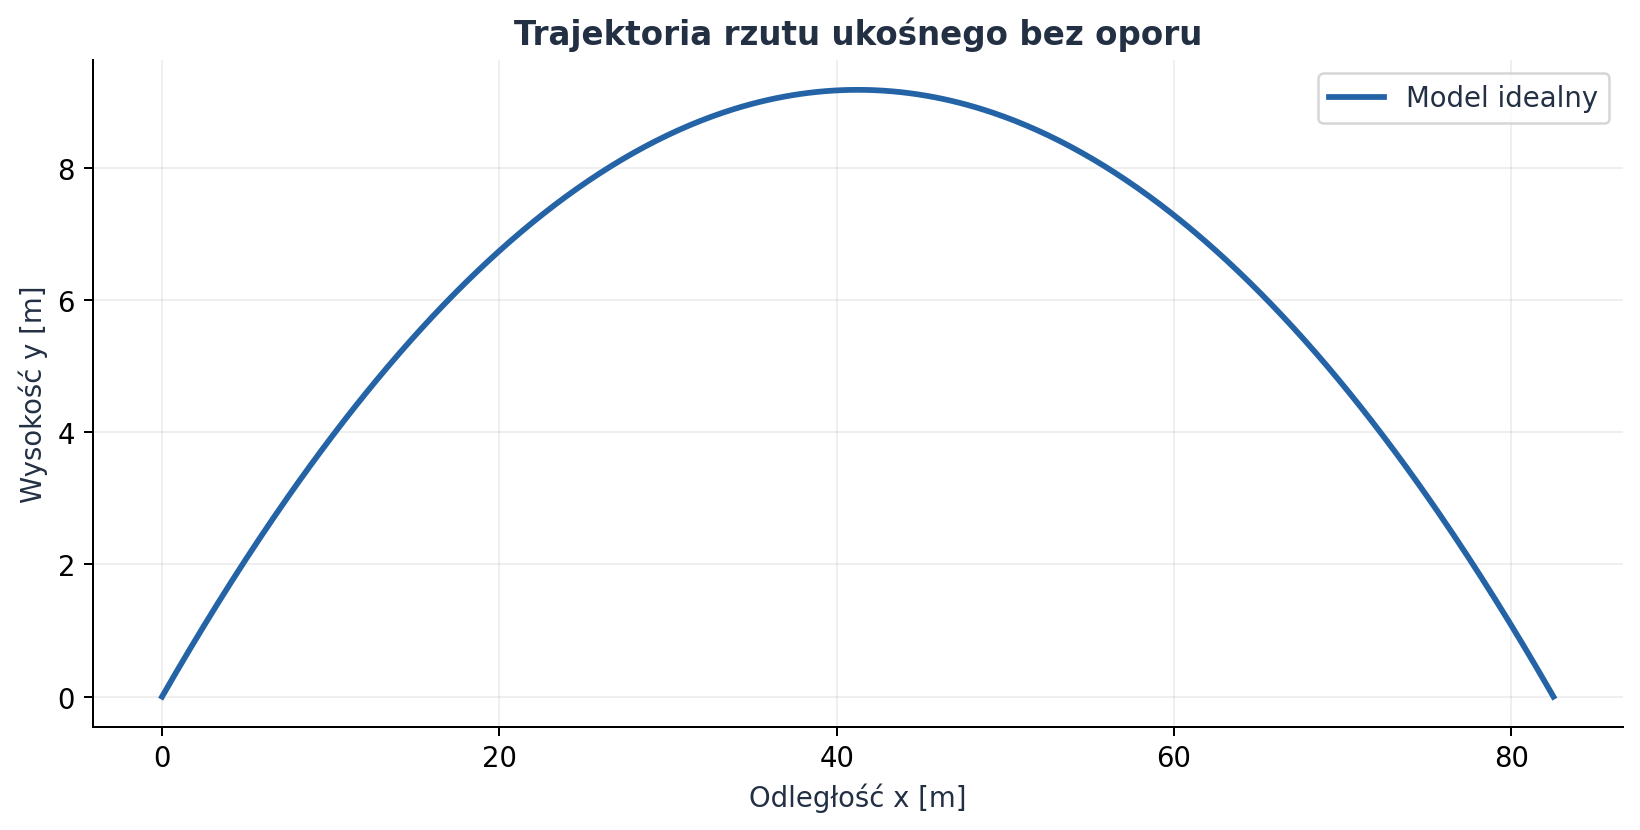 Trajektoria rzutu ukośnego bez oporu
Model idealny
Wysokość y [m]
8
6
4
2
0
0 20 40 60 80
Odległość x [m]